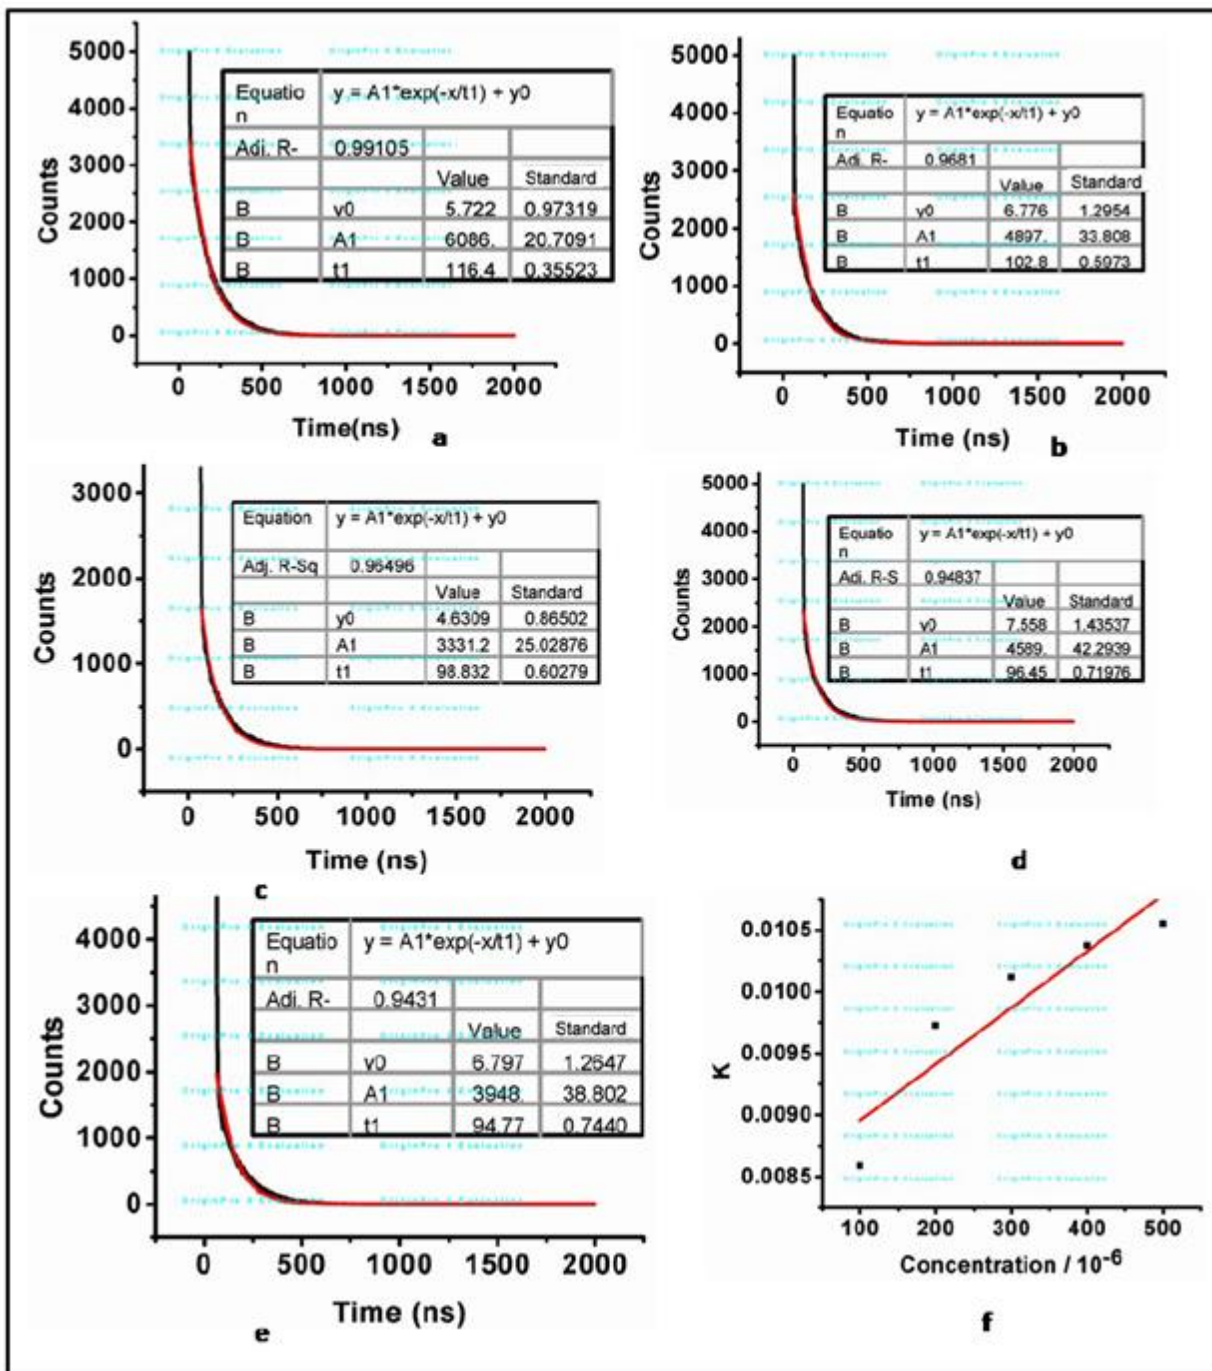 5000
4000
3000
2000
1000
0
Counts
Equatio
n
y = A1*exp(-x/t1) + y0
Adi. R-
0.99105
Value Standard
B v0 5.722 0.97319
B A1 6086. 20.7091
B t1 116.4 0.35523
0 500 1000 1500 2000
Time(ns)
a
5000
4000
3000
2000
1000
0
Counts
Equatio
n
y = A1*exp(-x/t1) + y0
Adi. R- 0.9681
Value Standard
B y0 6.776 1.2954
B A1 4897. 33.808
B t1 102.8 0.5973
0 500 1000 1500 2000
Time (ns)
b
3000
2000
1000
0
Counts
Equation y = A1*exp(-x/t1) + y0
Adj. R-Sq 0.96496
Value Standard
B y0 4.6309 0.86502
B A1 3331.2 25.02876
B t1 98.832 0.60279
0 500 1000 1500 2000
Time (ns)
c
5000
4000
3000
2000
1000
0
Counts
Equatio
n
y = A1*exp(-x/t1) + y0
Adi. R-S 0.94837
Value Standard
B v0 7.558 1.43537
B A1 4589. 42.2939
B t1 96.45 0.71976
0 500 1000 1500 2000
Time (ns)
d
4000
3000
2000
1000
0
Counts
Equatio
n
y = A1*exp(-x/t1) + y0
Adi. R- 0.9431
Value Standard
B v0 6.797 1.2647
B A1 3948. 38.802
B t1 94.77 0.7440
0 500 1000 1500 2000
Time (ns)
e
0.0105
0.0100
0.0095
0.0090
0.0085
K
100 200 300 400 500
Concentration / 10⁻⁶
f